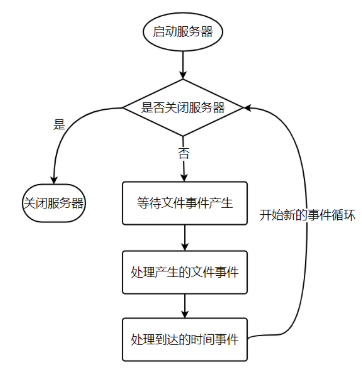 启动服务器
是否关闭服务器
是
否
关闭服务器
等待文件事件产生
开始新的事件循环
处理产生的文件事件
处理到达的时间事件